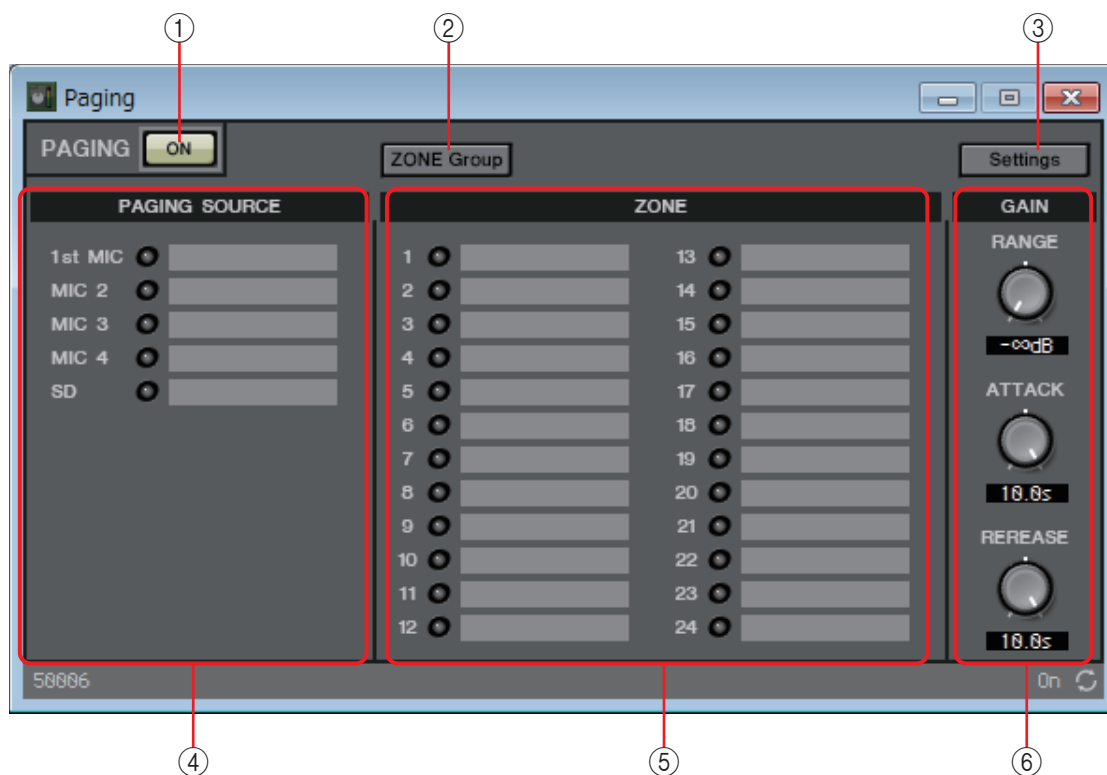 ① ② ③
Paging
PAGING ON
ZONE Group
Settings
PAGING SOURCE
1st MIC
MIC 2
MIC 3
MIC 4
SD
ZONE
1
2
3
4
5
6
7
8
9
10
11
12
13
14
15
16
17
18
19
20
21
22
23
24
GAIN
RANGE
-∞dB
ATTACK
10.0s
REREASE
10.0s
50006
On
④ ⑤ ⑥